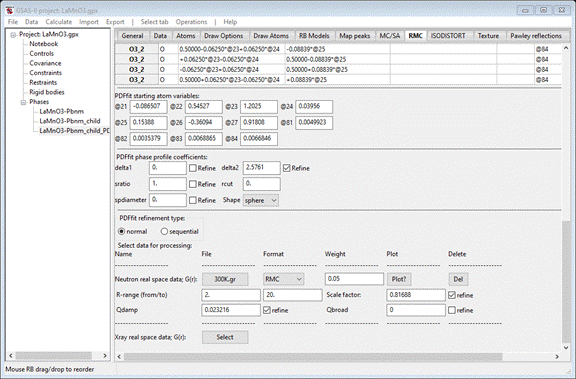 GSAS-II project: LaMnO3.gpx
File Data Calculate Import Export | Select tab Operations | Help
Project: LaMnO3.gpx
Notebook
Controls
Covariance
Constraints
Restraints
Rigid bodies
Phases
LaMnO3-Pbnm
LaMnO3-Pbnm_child
LaMnO3-Pbnm_child_PD
General Data Atoms Draw Options Draw Atoms RB Models Map peaks MC/SA RMC ISODISTORT Texture Pawley reflections
O3_2 O 0.50000-0.06250*@23+0.06250*@24 -0.08839*@25 @84
O3_2 O +0.06250*@23-0.06250*@24 0.50000-0.08839*@25 @84
O3_2 O -0.06250*@23+0.06250*@24 0.50000+0.08839*@25 @84
O3_2 O 0.50000+0.06250*@23-0.06250*@24 +0.08839*@25 @84
PDFfit starting atom variables:
@21 -0.086507 @22 0.54527 @23 1.2025 @24 0.03956
@25 0.15388 @26 -0.36094 @27 0.91808 @81 0.0049923
@82 0.0035379 @83 0.0068865 @84 0.0066846
PDFfit phase profile coefficients:
delta1 0. Refine delta2 2.5761 Refine
sratio 1. Refine rcut 0.
spdiameter 0. Refine Shape sphere
PDFfit refinement type:
normal sequential
Select data for processing:
Name File Format Weight Plot Delete
Neutron real space data; G(r): 300K.gr RMC 0.05 Plot? Del
R-range (from/to) 2. 20. Scale factor: 0.81688 refine
Qdamp 0.023216 refine Qbroad 0 refine
Xray real space data; G(r): Select
Mouse RB drag/drop to reorder